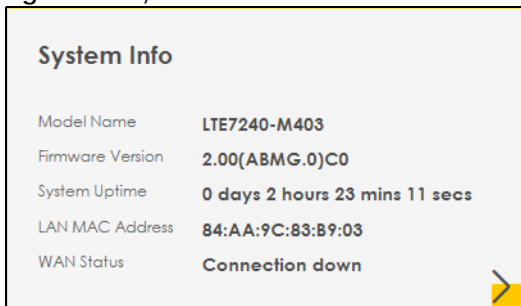 System Info
Model Name LTE7240-M403
Firmware Version 2.00(ABMG.0)C0
System Uptime 0 days 2 hours 23 mins 11 secs
LAN MAC Address 84:AA:9C:83:B9:03
WAN Status Connection down